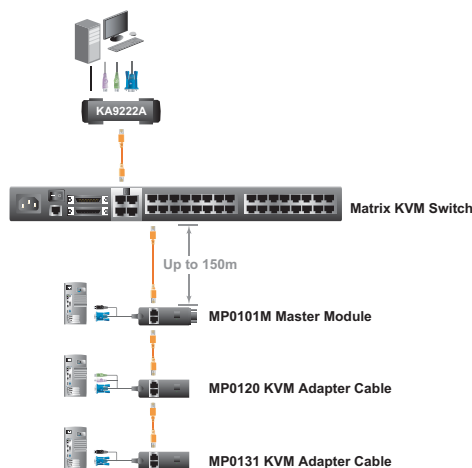 KA9222A
Matrix KVM Switch
Up to 150m
MP0101M Master Module
MP0120 KVM Adapter Cable
MP0131 KVM Adapter Cable